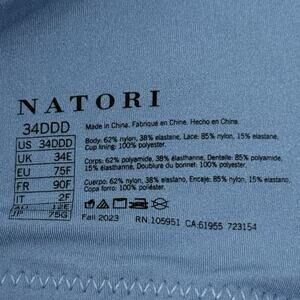 NATORI
34DDD
Made in China. Fabriqué en Chine. Hecho en China.
US 34DDD
UK 34E
EU 75F
FR 90F
IT 2F
AU 12E
JP 75G
Body: 62% nylon, 38% elastane, Lace: 85% nylon, 15% elastane,
Cup lining: 100% polyester.
Corps: 62% polyamide, 38% élasthanne, Dentelle: 85% polyamide,
15% élasthanne, Doublure du bonnet: 100% polyester.
Cuerpo: 62% nylon, 38% elastano, Encaje: 85% nylon, 15% elastano,
Copa forro: 100% poliéster.
Fall 2023
RN.105951 CA:61955 723154